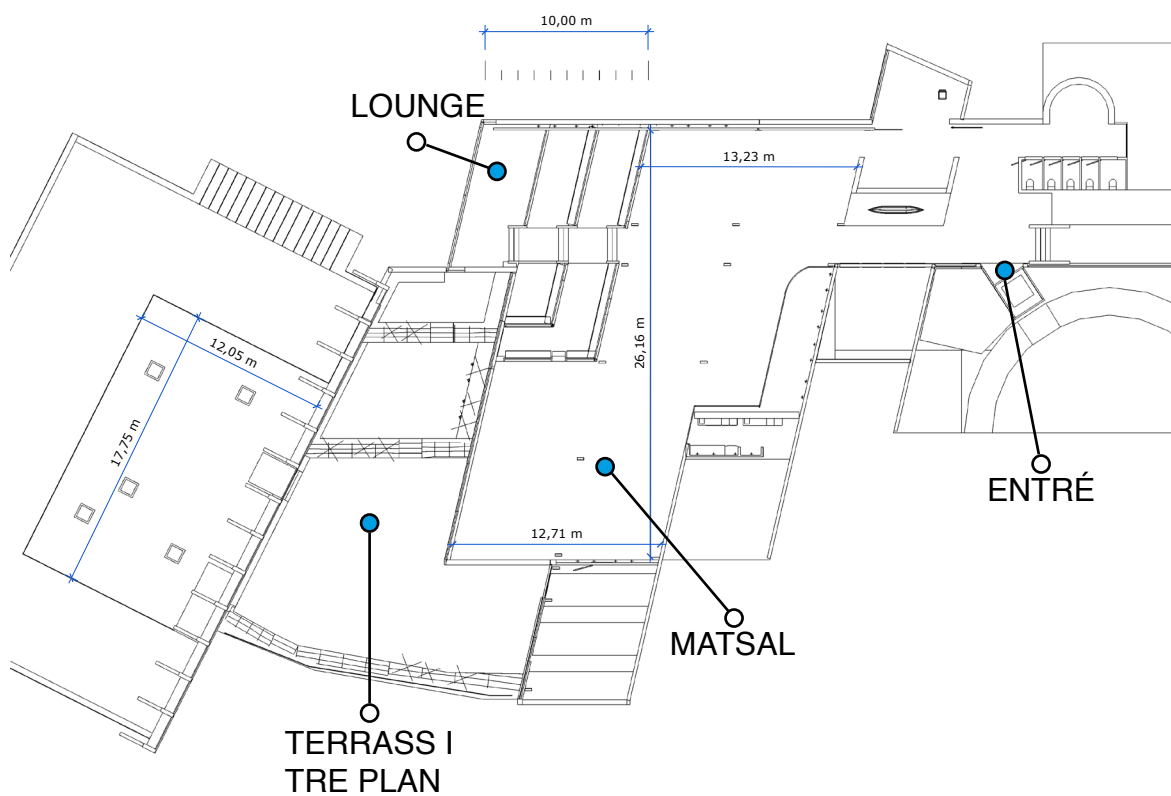 10,00 m
LOUNGE
13,23 m
12,05 m
26,16 m
17,75 m
ENTRÉ
12,71 m
MATSAL
TERRASS I
TRE PLAN